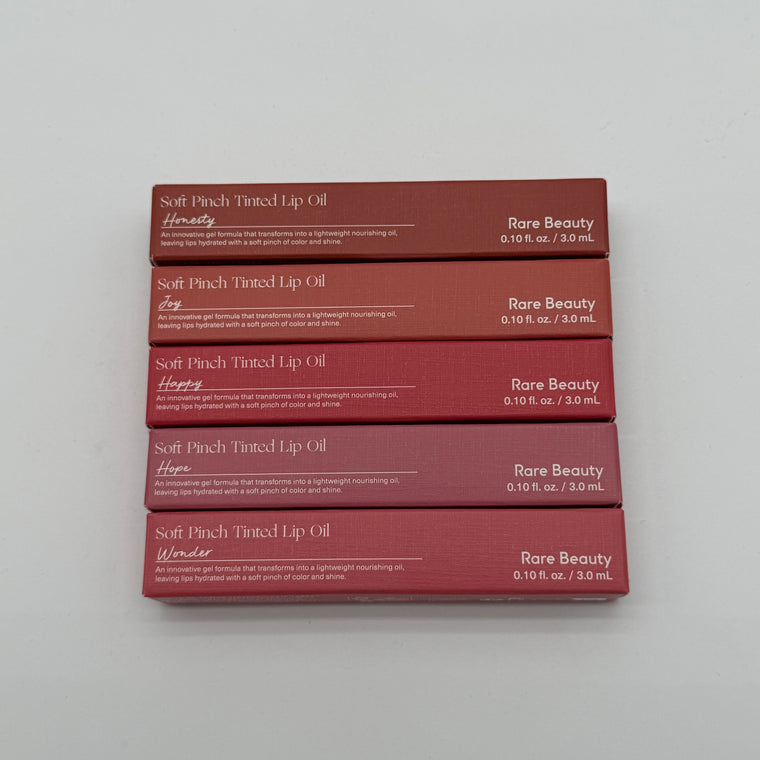 Soft Pinch Tinted Lip Oil
Honesty
An innovative gel formula that transforms into a lightweight nourishing oil,
leaving lips hydrated with a soft pinch of color and shine.
Rare Beauty
0.10 fl. oz. / 3.0 mL
Soft Pinch Tinted Lip Oil
Joy
An innovative gel formula that transforms into a lightweight nourishing oil,
leaving lips hydrated with a soft pinch of color and shine.
Rare Beauty
0.10 fl. oz. / 3.0 mL
Soft Pinch Tinted Lip Oil
Happy
An innovative gel formula that transforms into a lightweight nourishing oil,
leaving lips hydrated with a soft pinch of color and shine.
Rare Beauty
0.10 fl. oz. / 3.0 mL
Soft Pinch Tinted Lip Oil
Hope
An innovative gel formula that transforms into a lightweight nourishing oil,
leaving lips hydrated with a soft pinch of color and shine.
Rare Beauty
0.10 fl. oz. / 3.0 mL
Soft Pinch Tinted Lip Oil
Wonder
An innovative gel formula that transforms into a lightweight nourishing oil,
leaving lips hydrated with a soft pinch of color and shine.
Rare Beauty
0.10 fl. oz. / 3.0 mL